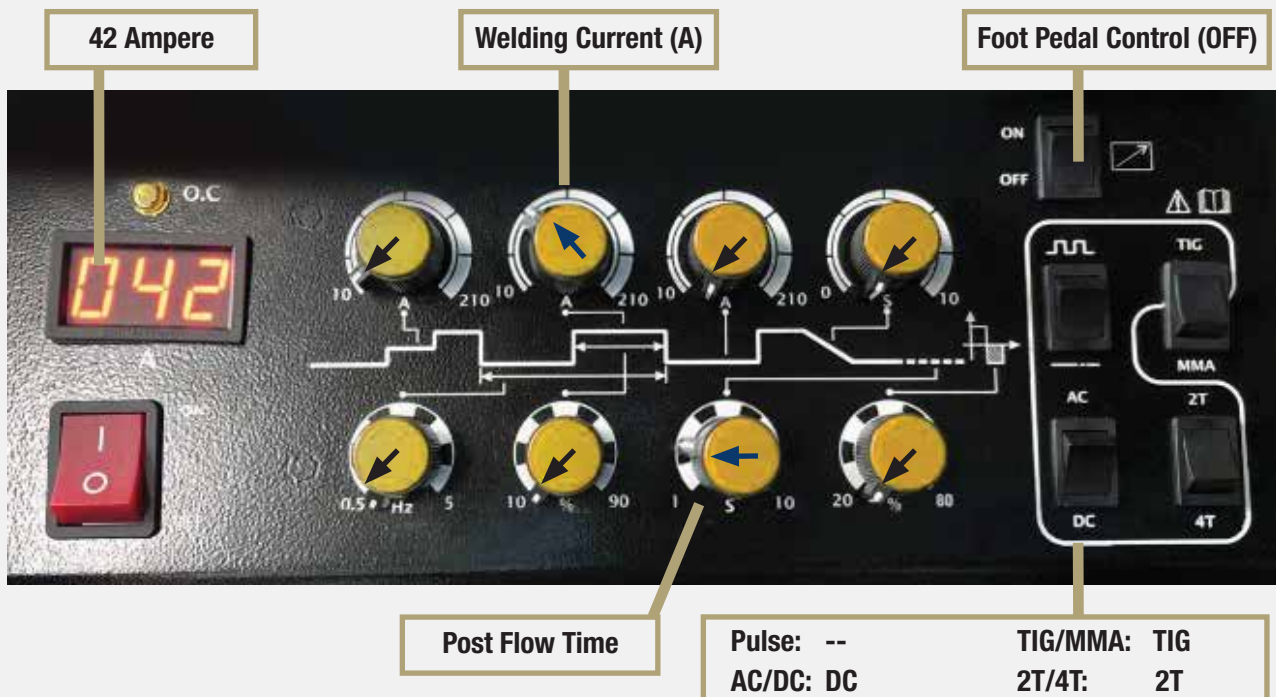 42 Ampere
Welding Current (A)
Foot Pedal Control (OFF)
ON
OFF
O.C
042
A
10 A 210
10 A 210
10 A 210
0 S 10
TIG
MMA
AC
2T
DC
4T
0.5 Hz 5
10 % 90
1 S 10
20 % 80
I
O
Post Flow Time
Pulse: -- TIG/MMA: TIG
AC/DC: DC 2T/4T: 2T